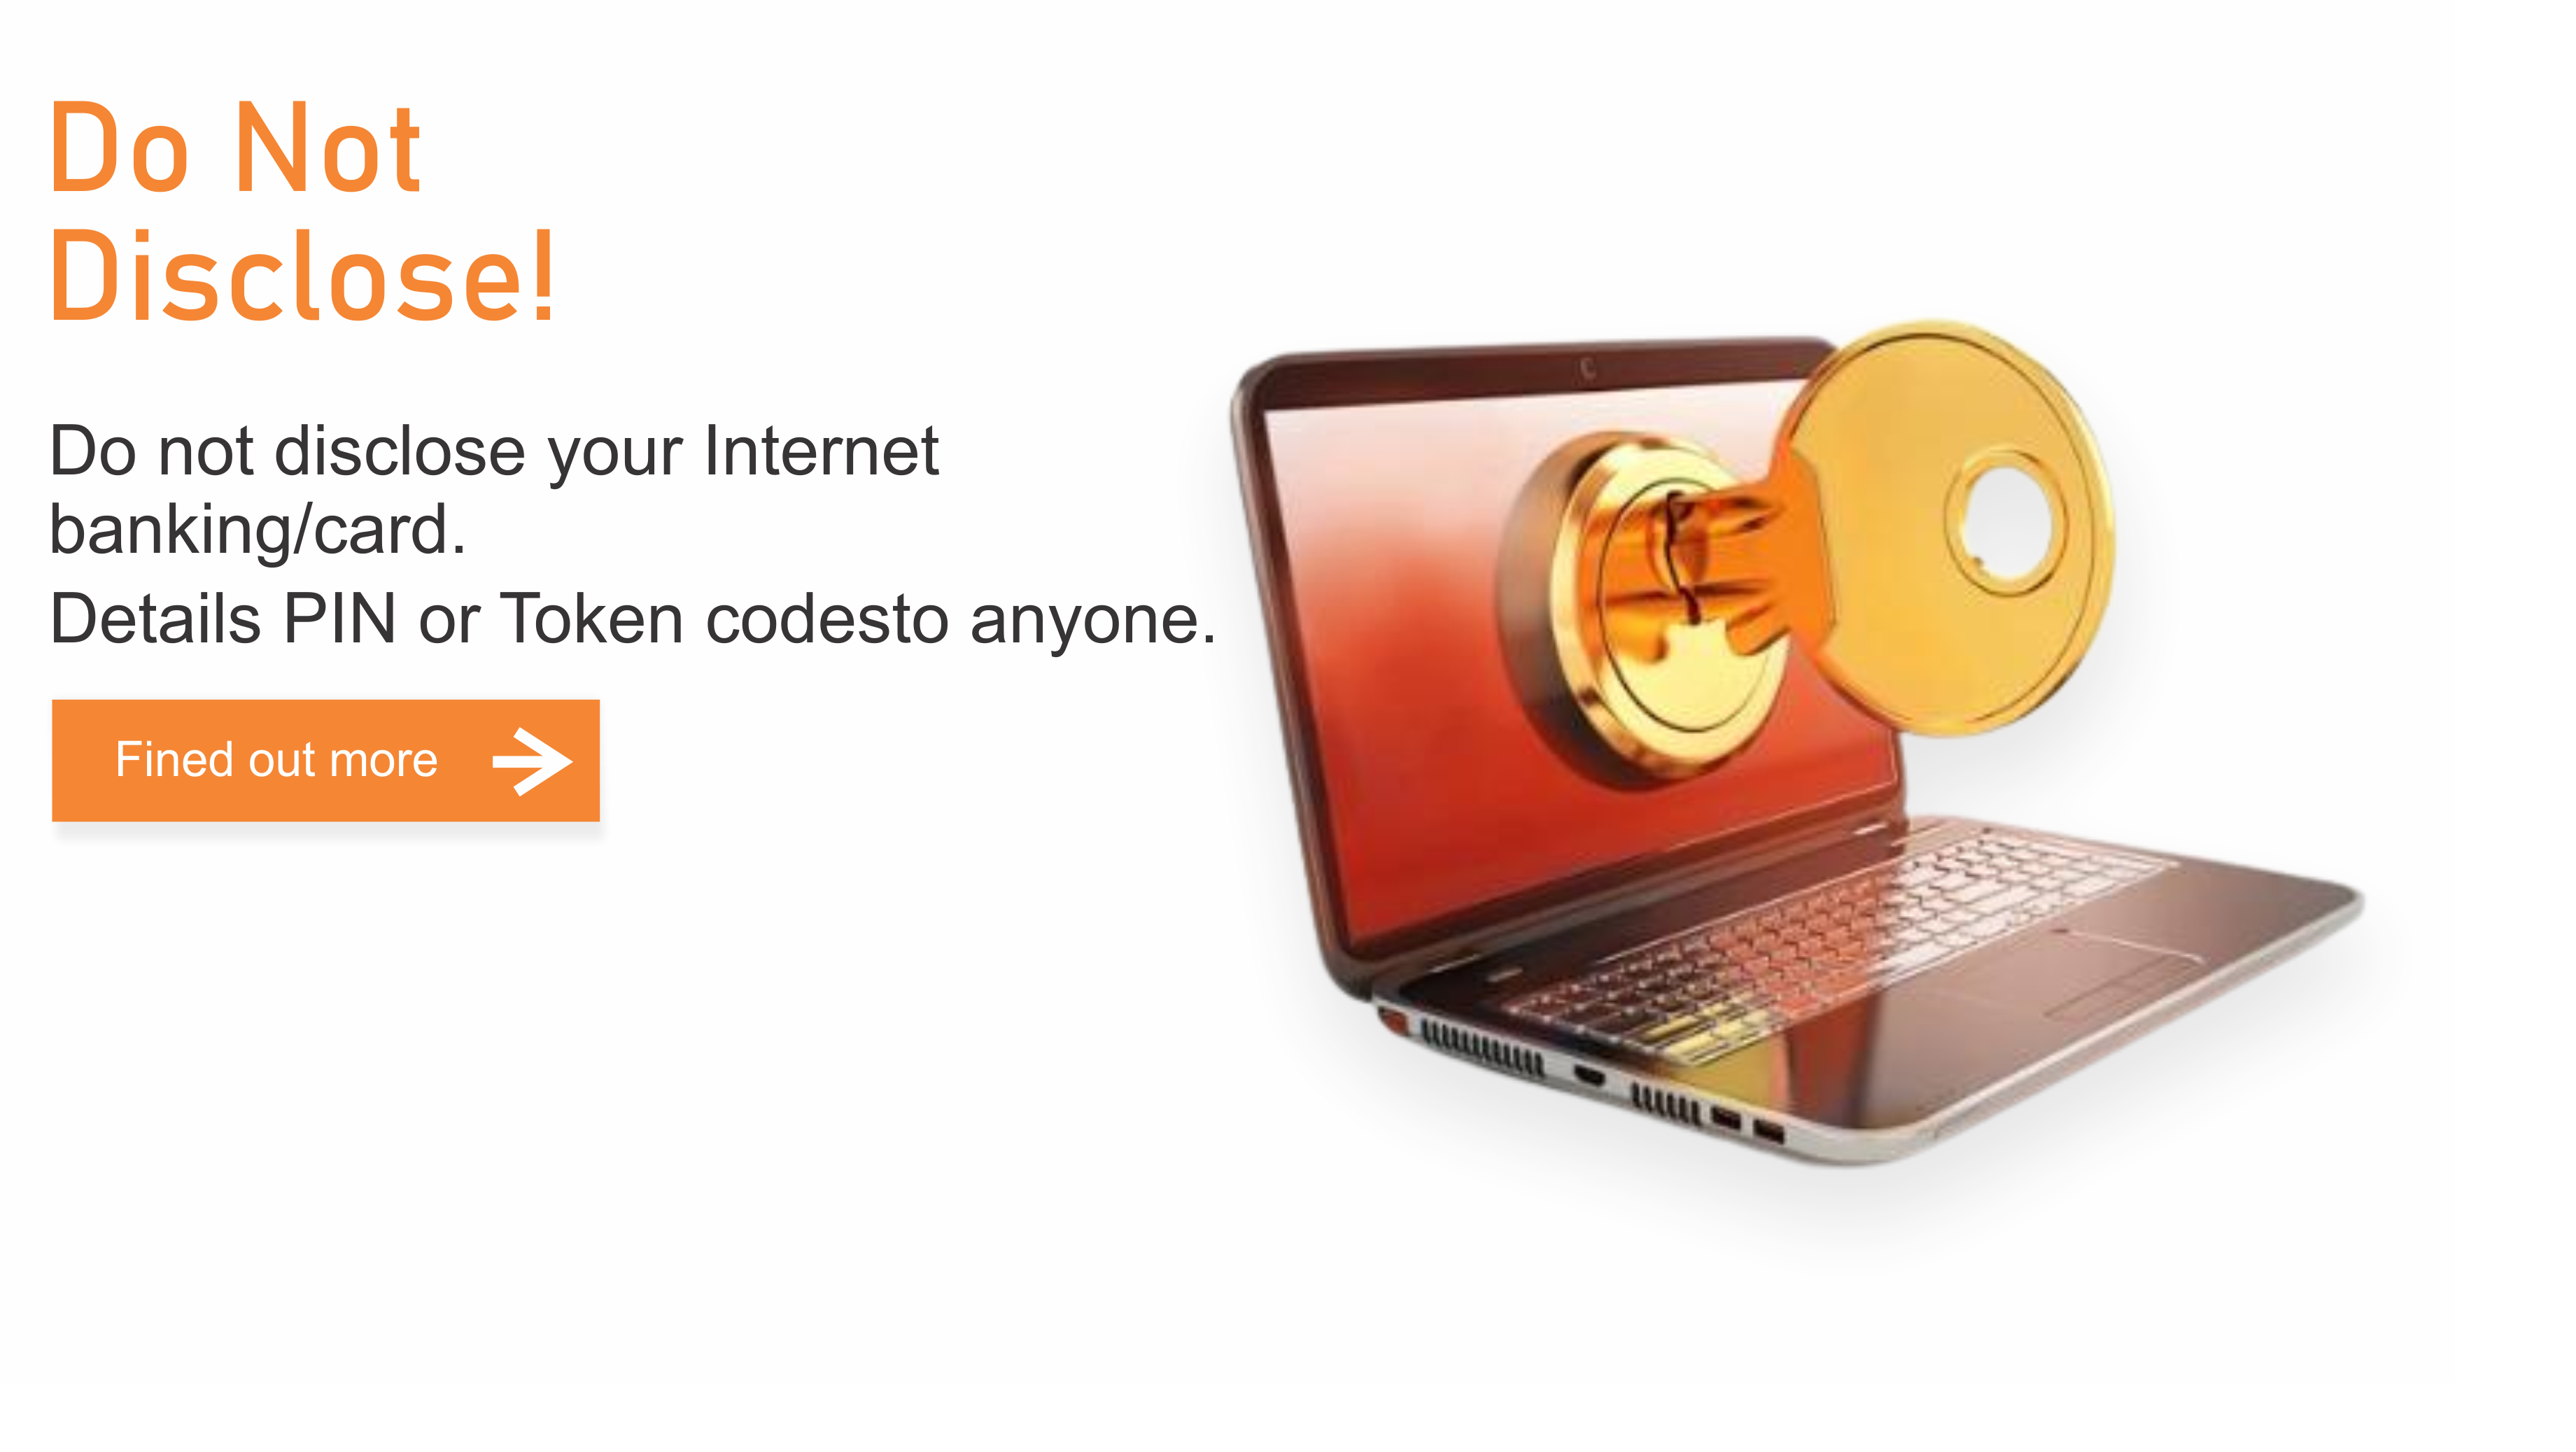 Do Not
Disclose!
Do not disclose your Internet
banking/card.
Details PIN or Token codesto anyone.
Fined out more